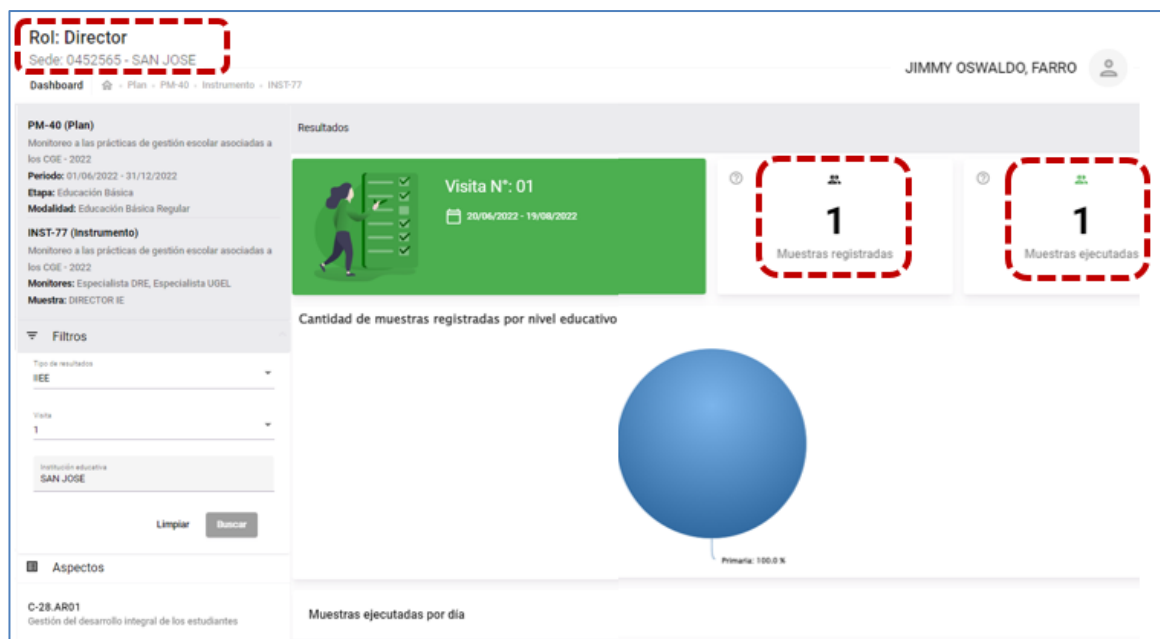 Rol: Director
Sede: 0452565 - SAN JOSE
JIMMY OSWALDO, FARRO
Dashboard - Plan - PM-40 - Instrumento - INST-77
PM-40 (Plan)
Monitoreo a las prácticas de gestión escolar asociadas a
los CGE - 2022
Periodo: 01/06/2022 - 31/12/2022
Etapa: Educación Básica
Modalidad: Educación Básica Regular
INST-77 (Instrumento)
Monitoreo a las prácticas de gestión escolar asociadas a
los CGE - 2022
Monitores: Especialista DRE, Especialista UGEL
Muestra: DIRECTOR IE
Filtros
Tipo de resultados
IIEE
Visita
1
Institución educativa
SAN JOSE
Limpiar
Buscar
Aspectos
C-28.AR01
Gestión del desarrollo integral de los estudiantes
Resultados
Visita N°: 01
20/06/2022 - 19/08/2022
1
Muestras registradas
1
Muestras ejecutadas
Cantidad de muestras registradas por nivel educativo
Primaria: 100.0 %
Muestras ejecutadas por día